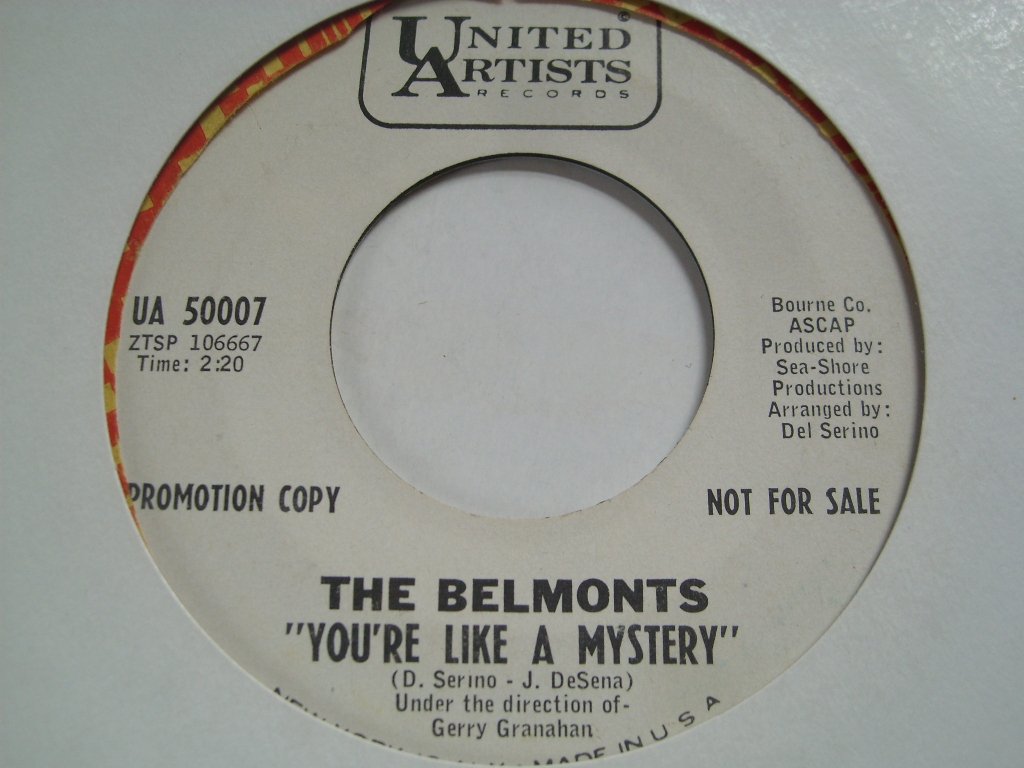 UNITED
ARTISTS
RECORDS
©
UA 50007
ZTSP 106667
Time: 2:20
Bourne Co.
ASCAP
Produced by:
Sea-Shore
Productions
Arranged by:
Del Serino
PROMOTION COPY
NOT FOR SALE
THE BELMONTS
"YOU'RE LIKE A MYSTERY"
(D. Serino - J. DeSena)
Under the direction of-
Gerry Granahan
MADE IN U S A